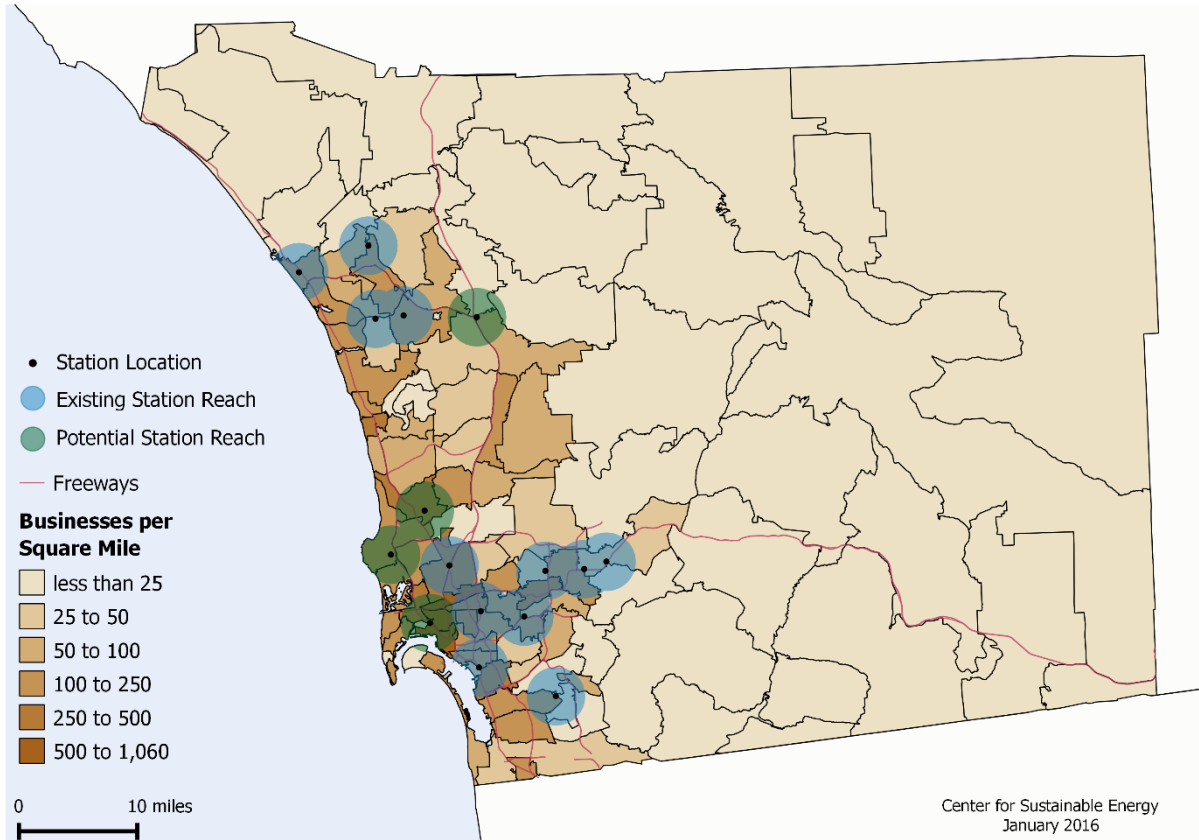 Station Location
Existing Station Reach
Potential Station Reach
Freeways
Businesses per
Square Mile
less than 25
25 to 50
50 to 100
100 to 250
250 to 500
500 to 1,060
0 10 miles
Center for Sustainable Energy
January 2016